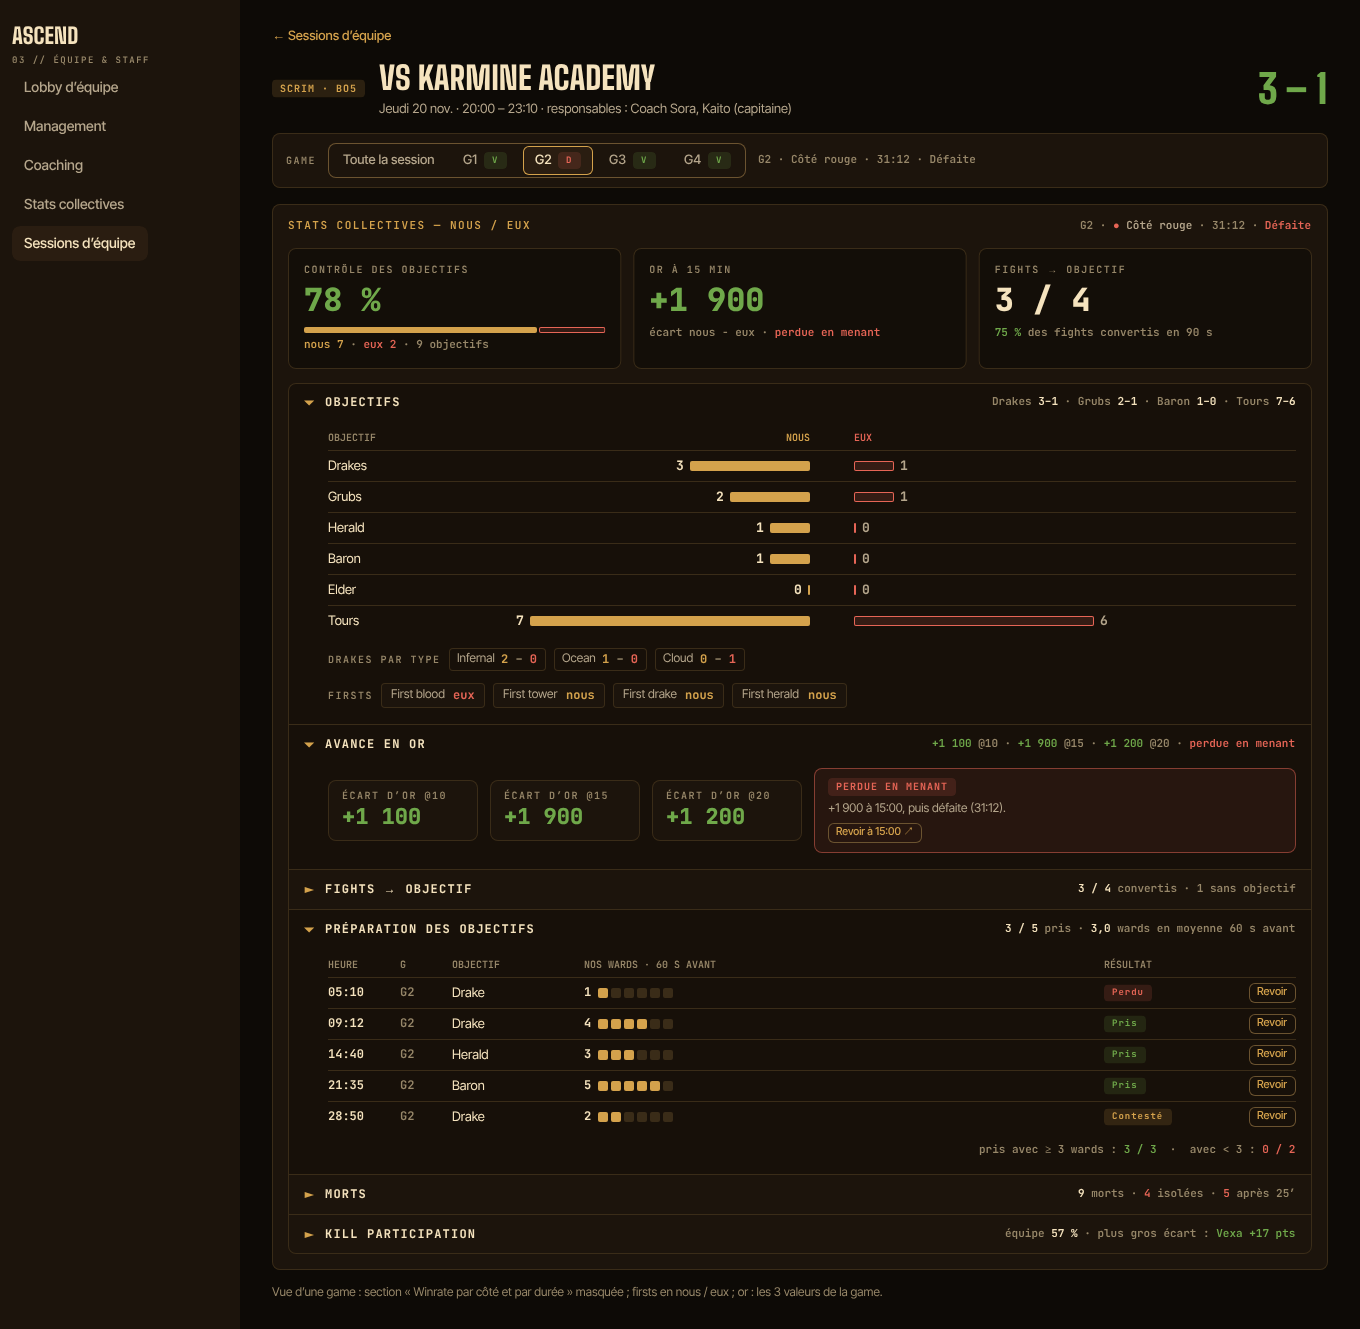 ASCEND
03 // ÉQUIPE & STAFF
Lobby d’équipe
Management
Coaching
Stats collectives
Sessions d’équipe
← Sessions d’équipe
SCRIM · BO5
VS KARMINE ACADEMY
Jeudi 20 nov. · 20:00 – 23:10 · responsables : Coach Sora, Kaito (capitaine)
3 – 1
GAME
Toute la session
G1 V
G2 D
G3 V
G4 V
G2 · Côté rouge · 31:12 · Défaite
STATS COLLECTIVES — NOUS / EUX
G2 · ● Côté rouge · 31:12 · Défaite
CONTRÔLE DES OBJECTIFS
78 %
nous 7 · eux 2 · 9 objectifs
OR À 15 MIN
+1 900
écart nous - eux · perdue en menant
FIGHTS → OBJECTIF
3 / 4
75 % des fights convertis en 90 s
▼ OBJECTIFS
Drakes 3–1 · Grubs 2–1 · Baron 1–0 · Tours 7–6
OBJECTIF NOUS EUX
Drakes 3 1
Grubs 2 1
Herald 1 0
Baron 1 0
Elder 0 0
Tours 7 6
DRAKES PAR TYPE Infernal 2 – 0 Ocean 1 – 0 Cloud 0 – 1
FIRSTS First blood eux First tower nous First drake nous First herald nous
▼ AVANCE EN OR
+1 100 @10 · +1 900 @15 · +1 200 @20 · perdue en menant
ÉCART D’OR @10
+1 100
ÉCART D’OR @15
+1 900
ÉCART D’OR @20
+1 200
PERDUE EN MENANT
+1 900 à 15:00, puis défaite (31:12).
Revoir à 15:00 ↗
► FIGHTS → OBJECTIF
3 / 4 convertis · 1 sans objectif
▼ PRÉPARATION DES OBJECTIFS
3 / 5 pris · 3,0 wards en moyenne 60 s avant
HEURE G OBJECTIF NOS WARDS · 60 S AVANT RÉSULTAT
05:10 G2 Drake 1 Perdu Revoir
09:12 G2 Drake 4 Pris Revoir
14:40 G2 Herald 3 Pris Revoir
21:35 G2 Baron 5 Pris Revoir
28:50 G2 Drake 2 Contesté Revoir
pris avec ≥ 3 wards : 3 / 3 · avec < 3 : 0 / 2
► MORTS
9 morts · 4 isolées · 5 après 25’
► KILL PARTICIPATION
équipe 57 % · plus gros écart : Vexa +17 pts
Vue d’une game : section « Winrate par côté et par durée » masquée ; firsts en nous / eux ; or : les 3 valeurs de la game.